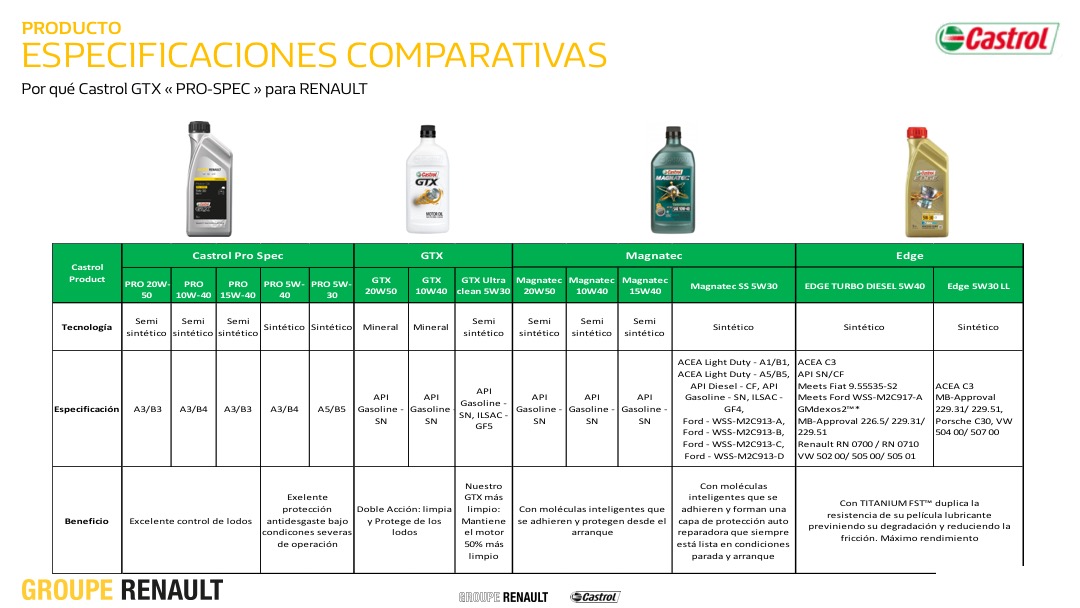 PRODUCTO
ESPECIFICACIONES COMPARATIVAS
Por qué Castrol GTX « PRO-SPEC » para RENAULT
Castrol
RENAULT
Castrol
GTX
MOTOR OIL
Castrol
MAGNATEC
Castrol
Castrol
Product
Castrol Pro Spec
GTX
Magnatec
Edge
PRO 20W-
50
PRO
10W-40
PRO
15W-40
PRO 5W-
40
PRO 5W-
30
GTX
20W50
GTX
10W40
GTX Ultra
clean 5W30
Magnatec
20W50
Magnatec
10W40
Magnatec
15W40
Magnatec SS 5W30
EDGE TURBO DIESEL 5W40
Edge 5W30 LL
Tecnología
Semi
sintético
Semi
sintético
Semi
sintético
Sintético
Sintético
Mineral
Mineral
Semi
sintético
Semi
sintético
Semi
sintético
Semi
sintético
Sintético
Sintético
Sintético
Especificación
A3/B3
A3/B4
A3/B3
A3/B4
A5/B5
API
Gasoline -
SN
API
Gasoline -
SN
API
Gasoline -
SN, ILSAC -
GF5
API
Gasoline -
SN
API
Gasoline -
SN
API
Gasoline -
SN
ACEA Light Duty - A1/B1,
ACEA Light Duty - A5/B5,
API Diesel - CF, API
Gasoline - SN, ILSAC -
GF4,
Ford - WSS-M2C913-A,
Ford - WSS-M2C913-B,
Ford - WSS-M2C913-C,
Ford - WSS-M2C913-D
ACEA C3
API SN/CF
Meets Fiat 9.55535-S2
Meets Ford WSS-M2C917-A
GMdexos2™*
MB-Approval 226.5/ 229.31/
229.51
Renault RN 0700 / RN 0710
VW 502 00/ 505 00/ 505 01
ACEA C3
MB-Approval
229.31/ 229.51,
Porsche C30, VW
504 00/ 507 00
Beneficio
Excelente control de lodos
Exelente
protección
antidesgaste bajo
condicones severas
de operación
Doble Acción: limpia
y Protege de los
lodos
Nuestro
GTX más
limpio:
Mantiene
el motor
50% más
limpio
Con moléculas inteligentes que
se adhieren y protegen desde el
arranque
Con moléculas
inteligentes que se
adhieren y forman una
capa de protección auto
reparadora que siempre
está lista en condiciones
parada y arranque
Con TITANIUM FST™ duplica la
resistencia de su película lubricante
previniendo su degradación y reduciendo la
fricción. Máximo rendimiento
GROUPE RENAULT
GROUPE RENAULT
Castrol